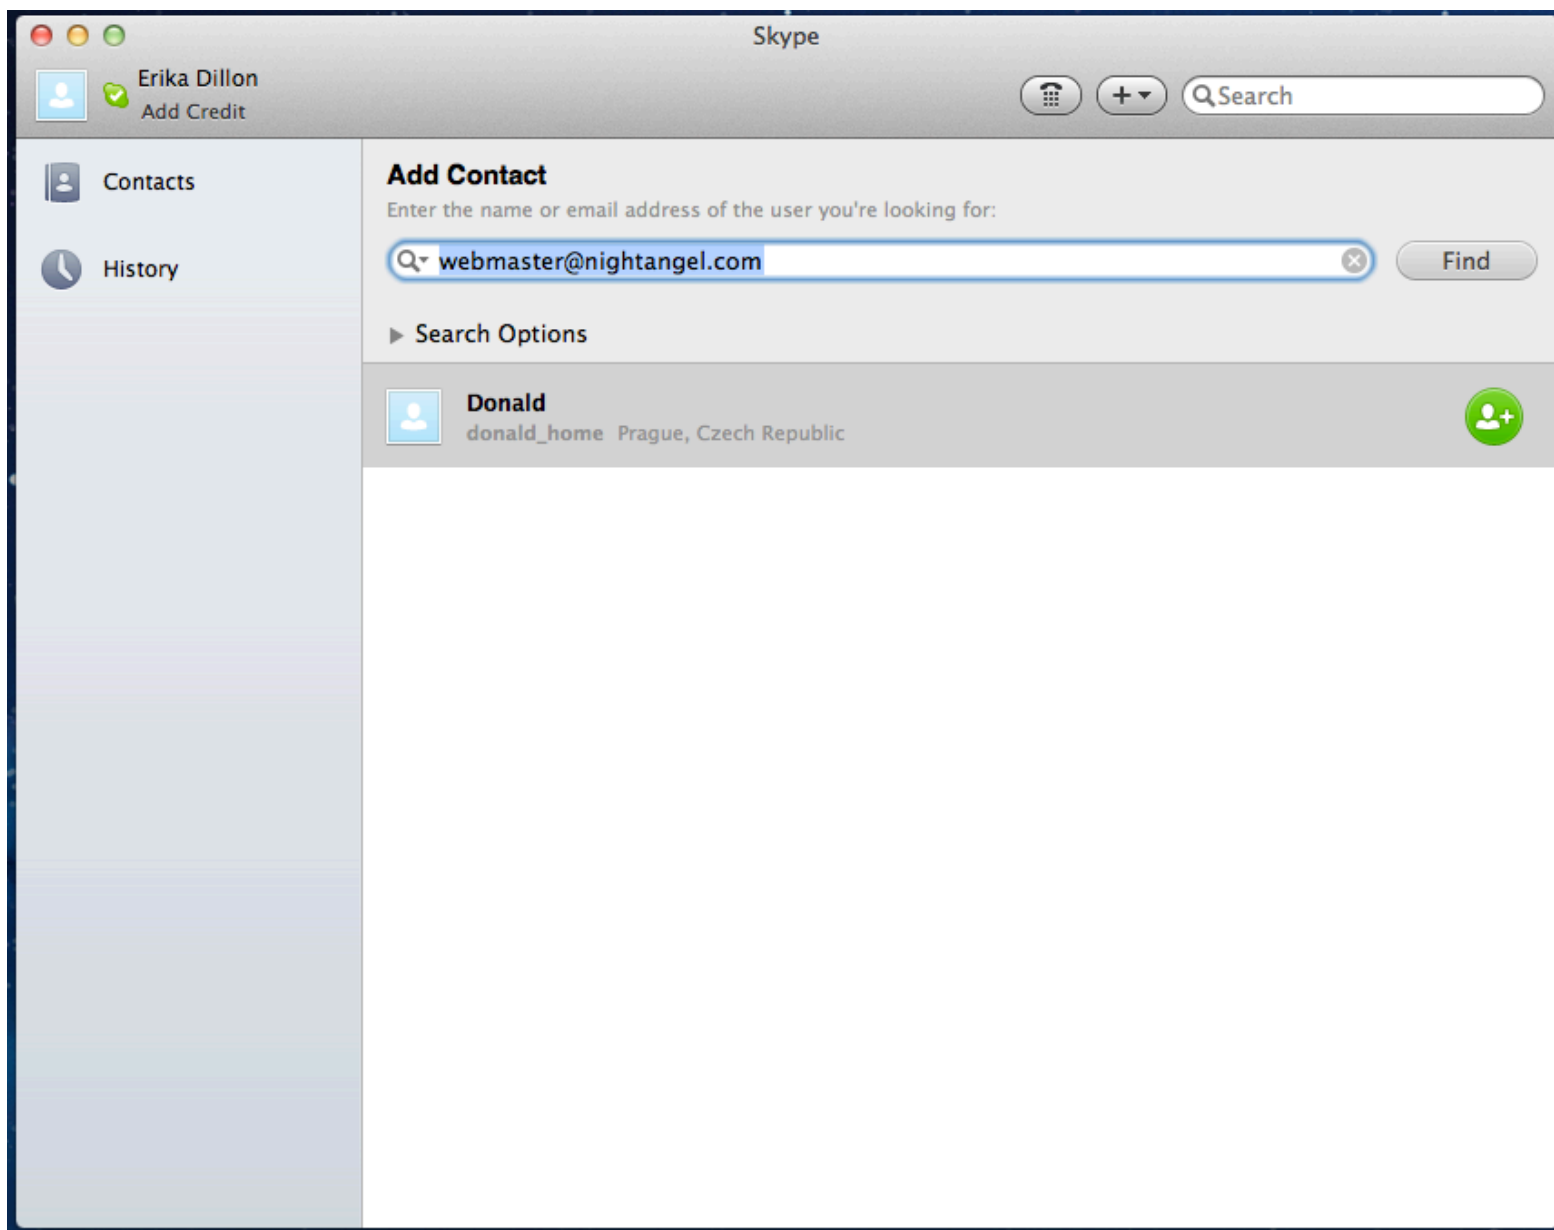 Skype
Erika Dillon
Add Credit
Search
Contacts
History
Add Contact
Enter the name or email address of the user you're looking for:
webmaster@nightangel.com
Find
Search Options
Donald
donald_home Prague, Czech Republic